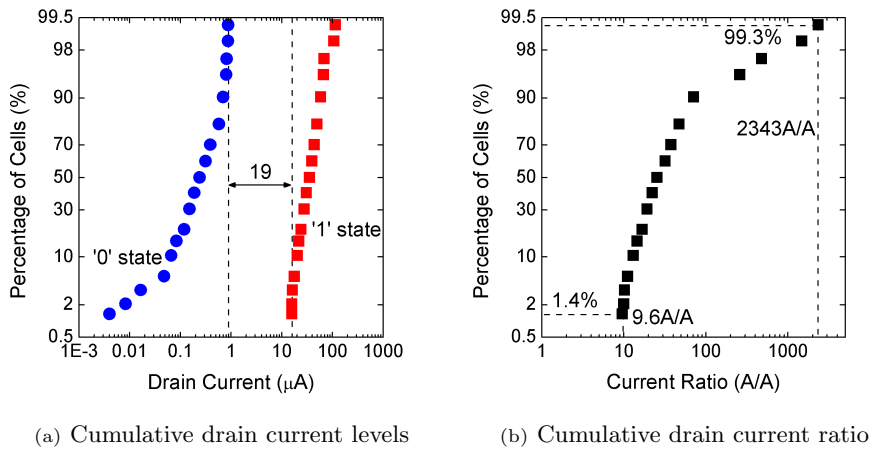 99.5
98
90
70
50
30
10
2
0.5
Percentage of Cells (%)
19
'0' state
'1' state
1E-3 0.01 0.1 1 10 100 1000
Drain Current (μA)
(a) Cumulative drain current levels
99.5
98
90
70
50
30
10
2
0.5
Percentage of Cells (%)
99.3%
2343A/A
1.4%
9.6A/A
1 10 100 1000
Current Ratio (A/A)
(b) Cumulative drain current ratio